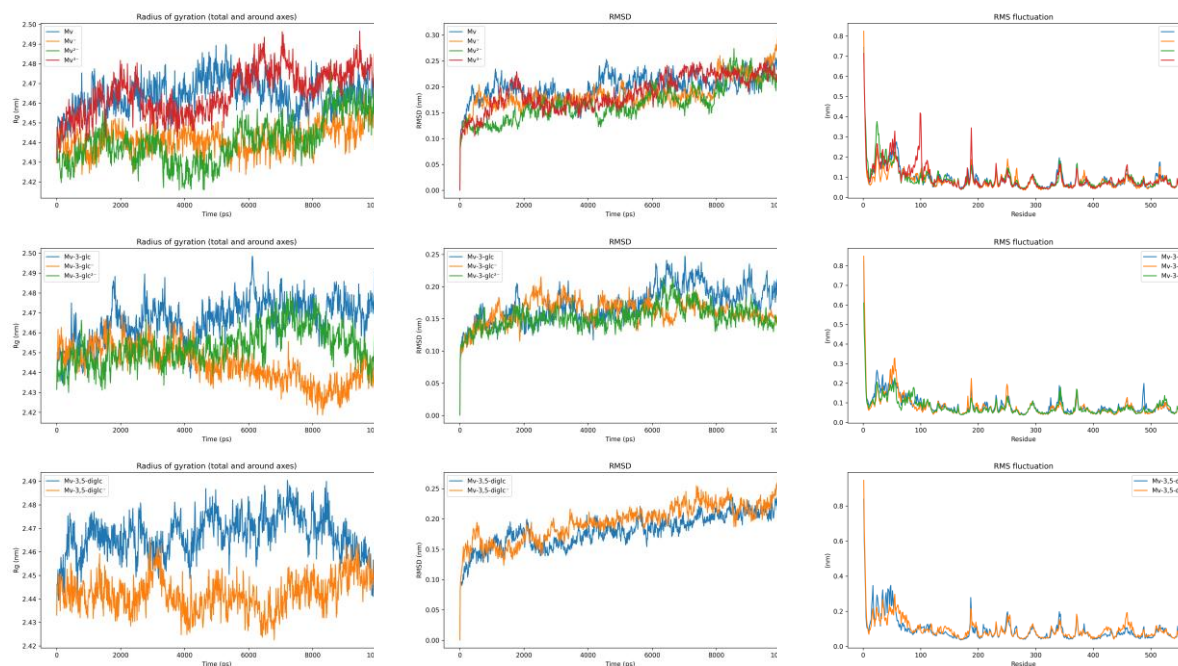 Radius of gyration (total and around axes)
Rg (nm)
2.50
2.49
2.48
2.47
2.46
2.45
2.44
2.43
2.42
Mv
Mv⁻
Mv²⁻
Mv³⁻
0
2000
4000
6000
8000
Time (ps)
RMSD
RMSD (nm)
0.30
0.25
0.20
0.15
0.10
0.05
0.00
Mv
Mv⁻
Mv²⁻
Mv³⁻
0
2000
4000
6000
8000
Time (ps)
RMS fluctuation
(nm)
0.8
0.7
0.6
0.5
0.4
0.3
0.2
0.1
0.0
0
100
200
300
400
500
Residue
Radius of gyration (total and around axes)
Rg (nm)
2.50
2.49
2.48
2.47
2.46
2.45
2.44
2.43
2.42
Mv-3-glc
Mv-3-glc⁻
Mv-3-glc²⁻
0
2000
4000
6000
8000
Time (ps)
RMSD
RMSD (nm)
0.25
0.20
0.15
0.10
0.05
0.00
Mv-3-glc
Mv-3-glc⁻
Mv-3-glc²⁻
0
2000
4000
6000
8000
Time (ps)
RMS fluctuation
(nm)
0.8
0.7
0.6
0.5
0.4
0.3
0.2
0.1
0.0
Mv-3-
Mv-3-
Mv-3-
0
100
200
300
400
500
Residue
Radius of gyration (total and around axes)
Rg (nm)
2.49
2.48
2.47
2.46
2.45
2.44
2.43
2.42
Mv-3,5-diglc
Mv-3,5-diglc⁻
0
2000
4000
6000
8000
Time (ps)
RMSD
RMSD (nm)
0.25
0.20
0.15
0.10
0.05
0.00
Mv-3,5-diglc
Mv-3,5-diglc⁻
0
2000
4000
6000
8000
Time (ps)
RMS fluctuation
(nm)
0.8
0.6
0.4
0.2
0.0
Mv-3,5-d
Mv-3,5-d
0
100
200
300
400
500
Residue